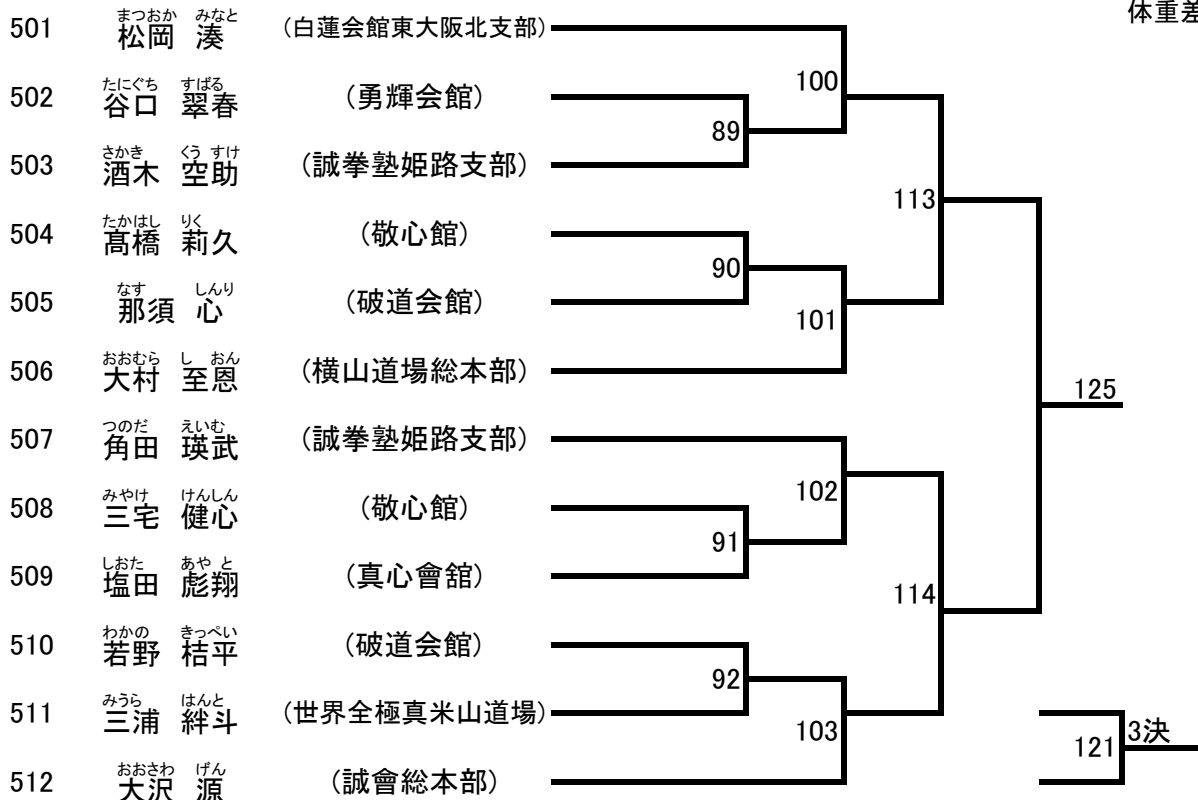 体重差
まつおか みなと
501 松岡 湊 (白蓮会館東大阪北支部)
100
たにぐち すばる
502 谷口 翠春 (勇輝会館)
89
さかき くう すけ
503 酒木 空助 (誠拳塾姫路支部)
113
たかはし りく
504 髙橋 莉久 (敬心館)
90
なす しんり
505 那須 心 (破道会館)
101
おおむら し おん
506 大村 至恩 (横山道場総本部)
125
つのだ えいむ
507 角田 瑛武 (誠拳塾姫路支部)
102
みやけ けんしん
508 三宅 健心 (敬心館)
91
しおた あや と
509 塩田 彪翔 (真心會舘)
114
わかの きっぺい
510 若野 桔平 (破道会館)
92
みうら はんと
511 三浦 絆斗 (世界全極真米山道場)
103
121 3決
おおさわ げん
512 大沢 源 (誠會総本部)